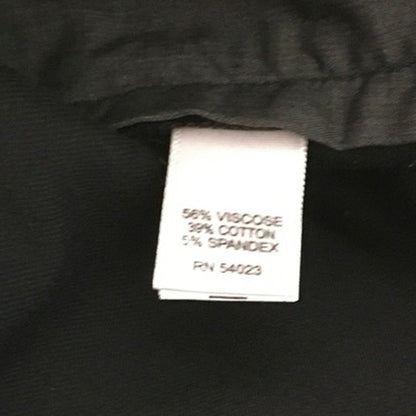 56% VISCOSE
39% COTTON
5% SPANDEX
RN 54023